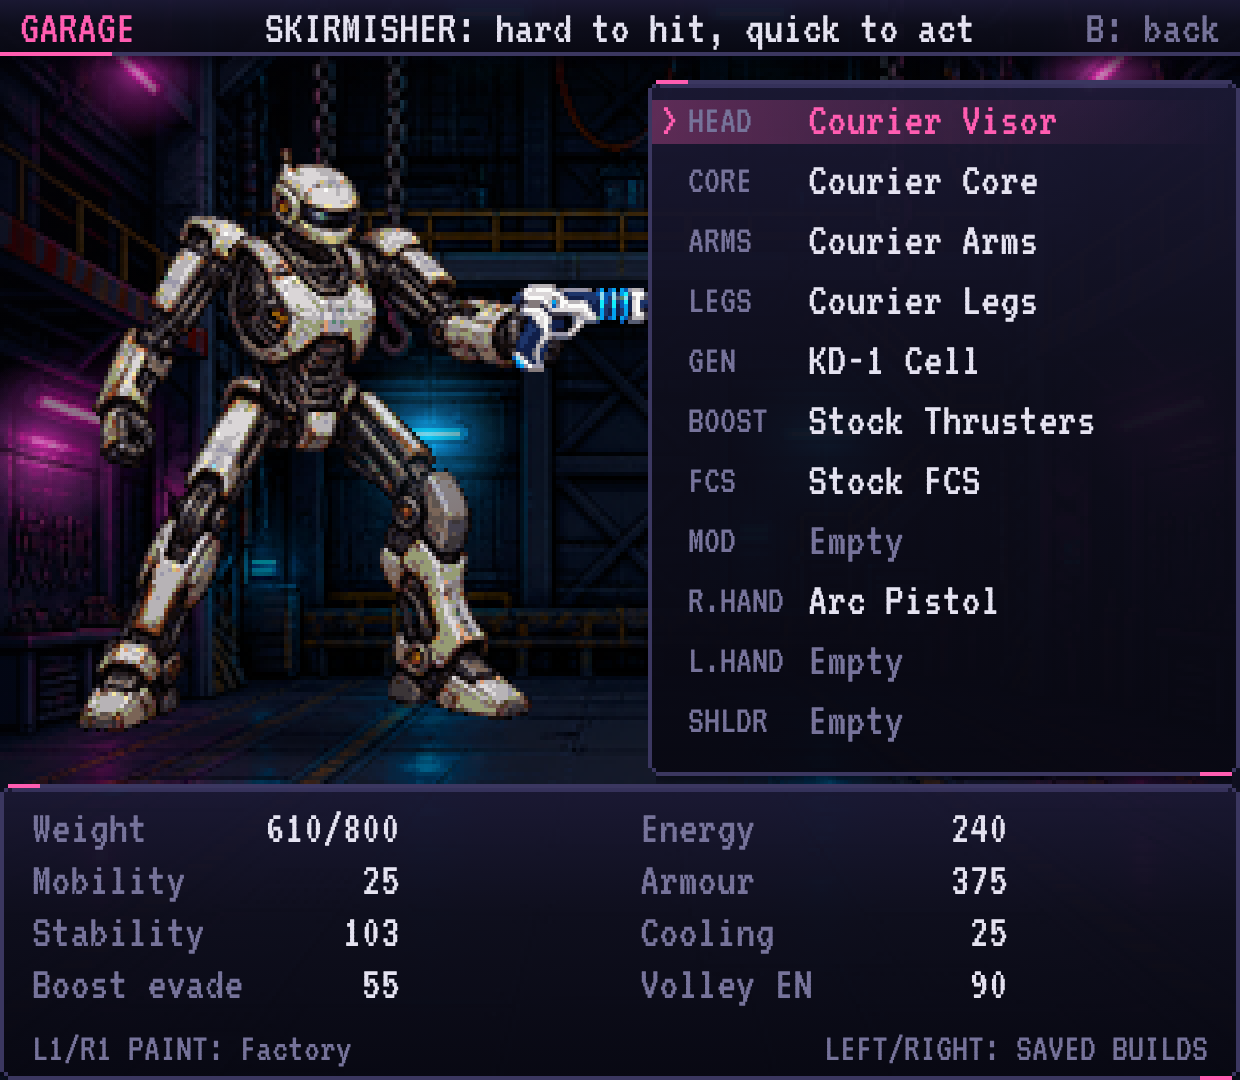 GARAGE SKIRMISHER: hard to hit, quick to act B: back
HEAD Courier Visor
CORE Courier Core
ARMS Courier Arms
LEGS Courier Legs
GEN KD-1 Cell
BOOST Stock Thrusters
FCS Stock FCS
MOD Empty
R.HAND Arc Pistol
L.HAND Empty
SHLDR Empty
Weight 610/800 Energy 240
Mobility 25 Armour 375
Stability 103 Cooling 25
Boost evade 55 Volley EN 90
L1/R1 PAINT: Factory LEFT/RIGHT: SAVED BUILDS